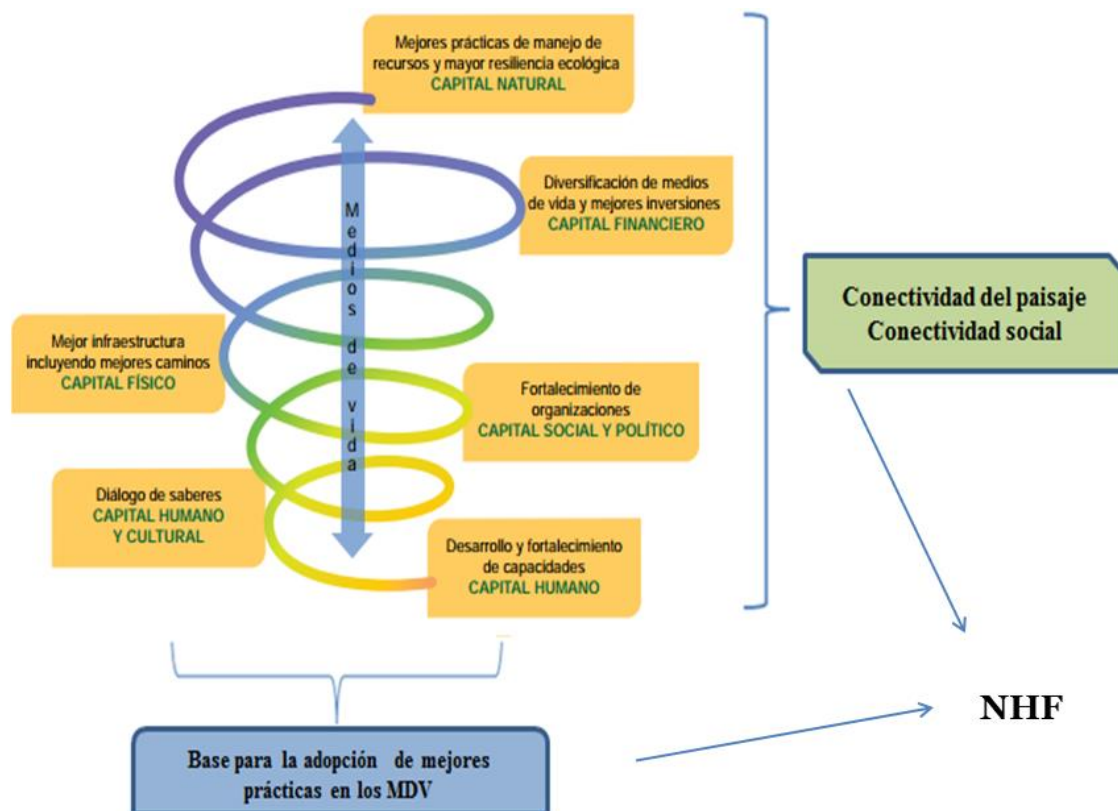 Mejores prácticas de manejo de
recursos y mayor resiliencia ecológica
CAPITAL NATURAL
Diversificación de medios
de vida y mejores inversiones
CAPITAL FINANCIERO
Medios de vida
Mejor infraestructura
incluyendo mejores caminos
CAPITAL FÍSICO
Fortalecimiento de
organizaciones
CAPITAL SOCIAL Y POLÍTICO
Diálogo de saberes
CAPITAL HUMANO
Y CULTURAL
Desarrollo y fortalecimiento
de capacidades
CAPITAL HUMANO
Conectividad del paisaje
Conectividad social
NHF
Base para la adopción de mejores
prácticas en los MDV